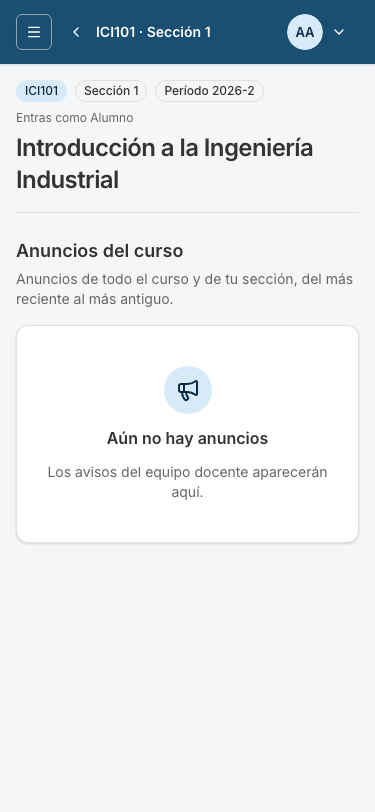 ICI101 · Sección 1
AA
ICI101
Sección 1
Período 2026-2
Entras como Alumno
Introducción a la Ingeniería
Industrial
Anuncios del curso
Anuncios de todo el curso y de tu sección, del más
reciente al más antiguo.
Aún no hay anuncios
Los avisos del equipo docente aparecerán
aquí.